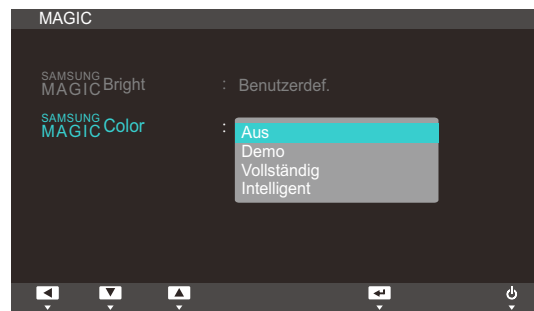 MAGIC
SAMSUNG
MAGIC Bright : Benutzerdef.
SAMSUNG
MAGIC Color : Aus
Demo
Vollständig
Intelligent